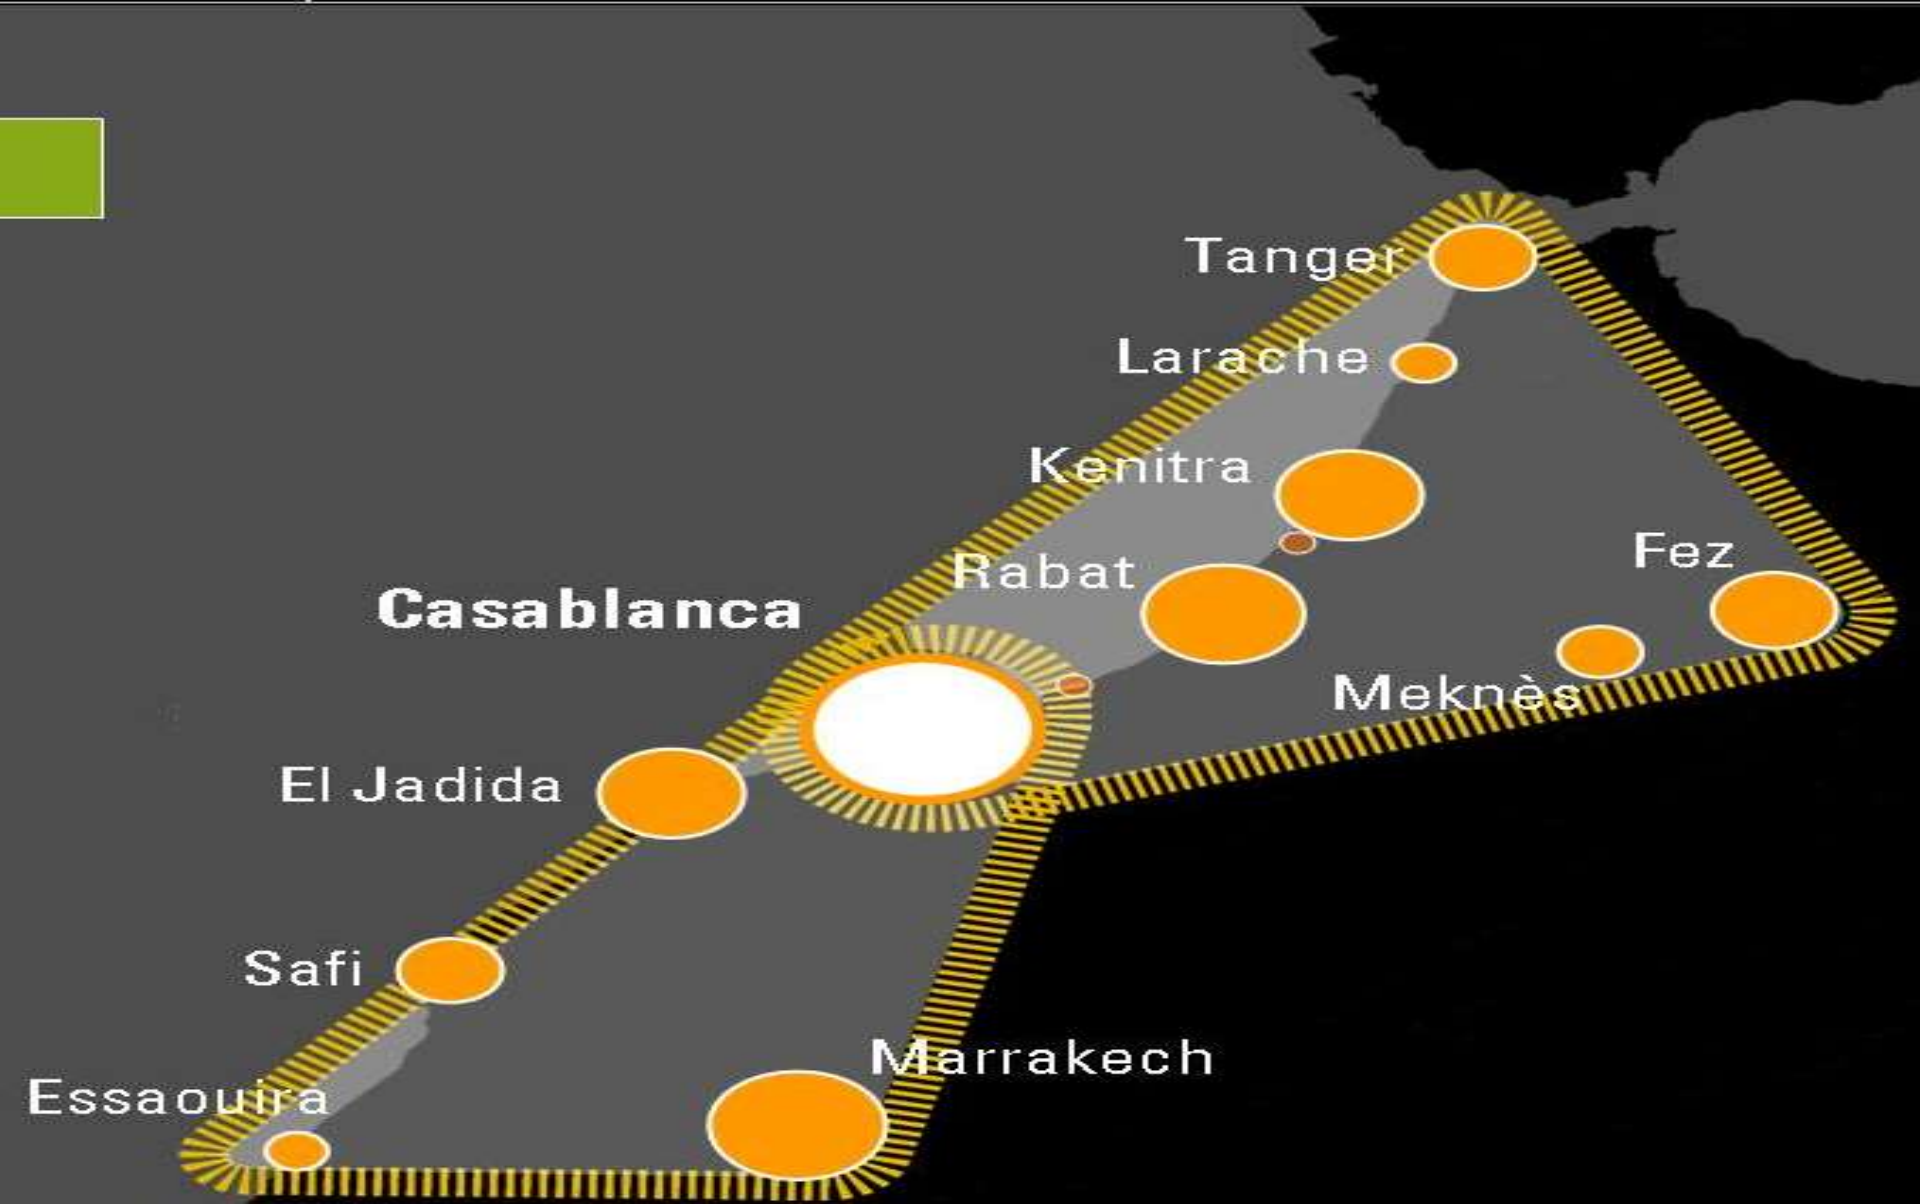 Tanger
Larache
Kenitra
Fez
Rabat
Casablanca
Meknès
El Jadida
Safi
Marrakech
Essaouira